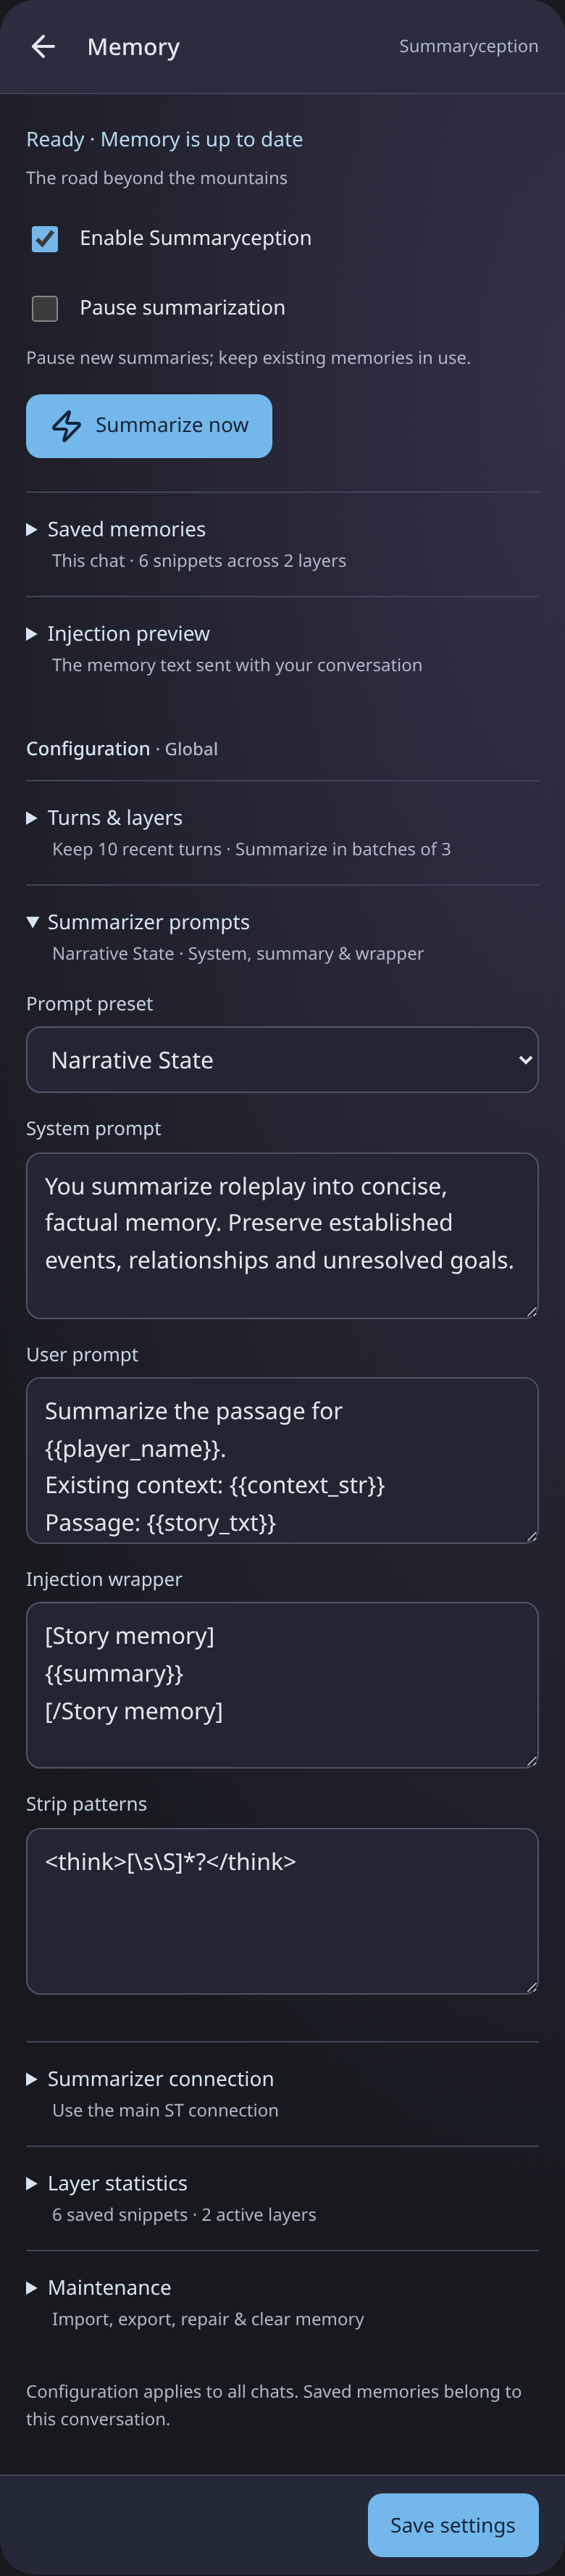 Memory
Summaryception
Ready · Memory is up to date
The road beyond the mountains
Enable Summaryception
Pause summarization
Pause new summaries; keep existing memories in use.
Summarize now
Saved memories
This chat · 6 snippets across 2 layers
Injection preview
The memory text sent with your conversation
Configuration · Global
Turns & layers
Keep 10 recent turns · Summarize in batches of 3
Summarizer prompts
Narrative State · System, summary & wrapper
Prompt preset
Narrative State
System prompt
You summarize roleplay into concise,
factual memory. Preserve established
events, relationships and unresolved goals.
User prompt
Summarize the passage for
{{player_name}}.
Existing context: {{context_str}}
Passage: {{story_txt}}
Injection wrapper
[Story memory]
{{summary}}
[/Story memory]
Strip patterns
<think>[\s\S]*?</think>
Summarizer connection
Use the main ST connection
Layer statistics
6 saved snippets · 2 active layers
Maintenance
Import, export, repair & clear memory
Configuration applies to all chats. Saved memories belong to
this conversation.
Save settings